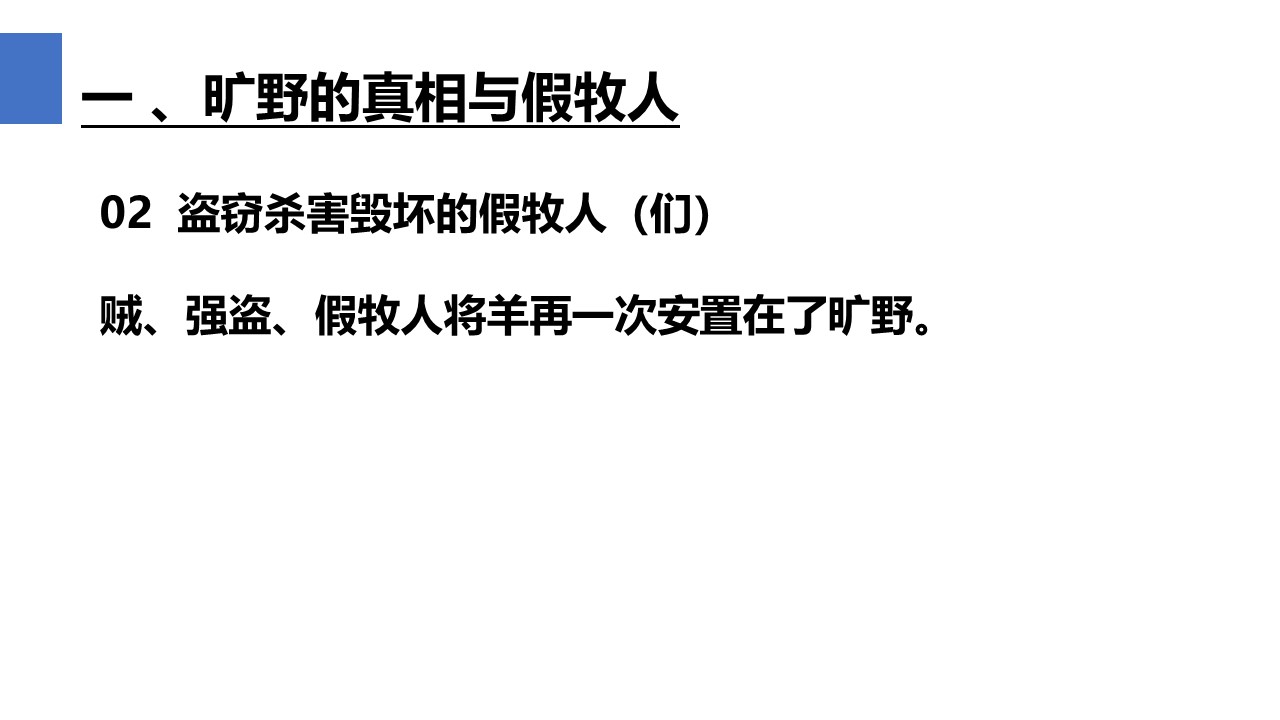 一 、旷野的真相与假牧人
02 盗窃杀害毁坏的假牧人（们）
贼、强盗、假牧人将羊再一次安置在了旷野。